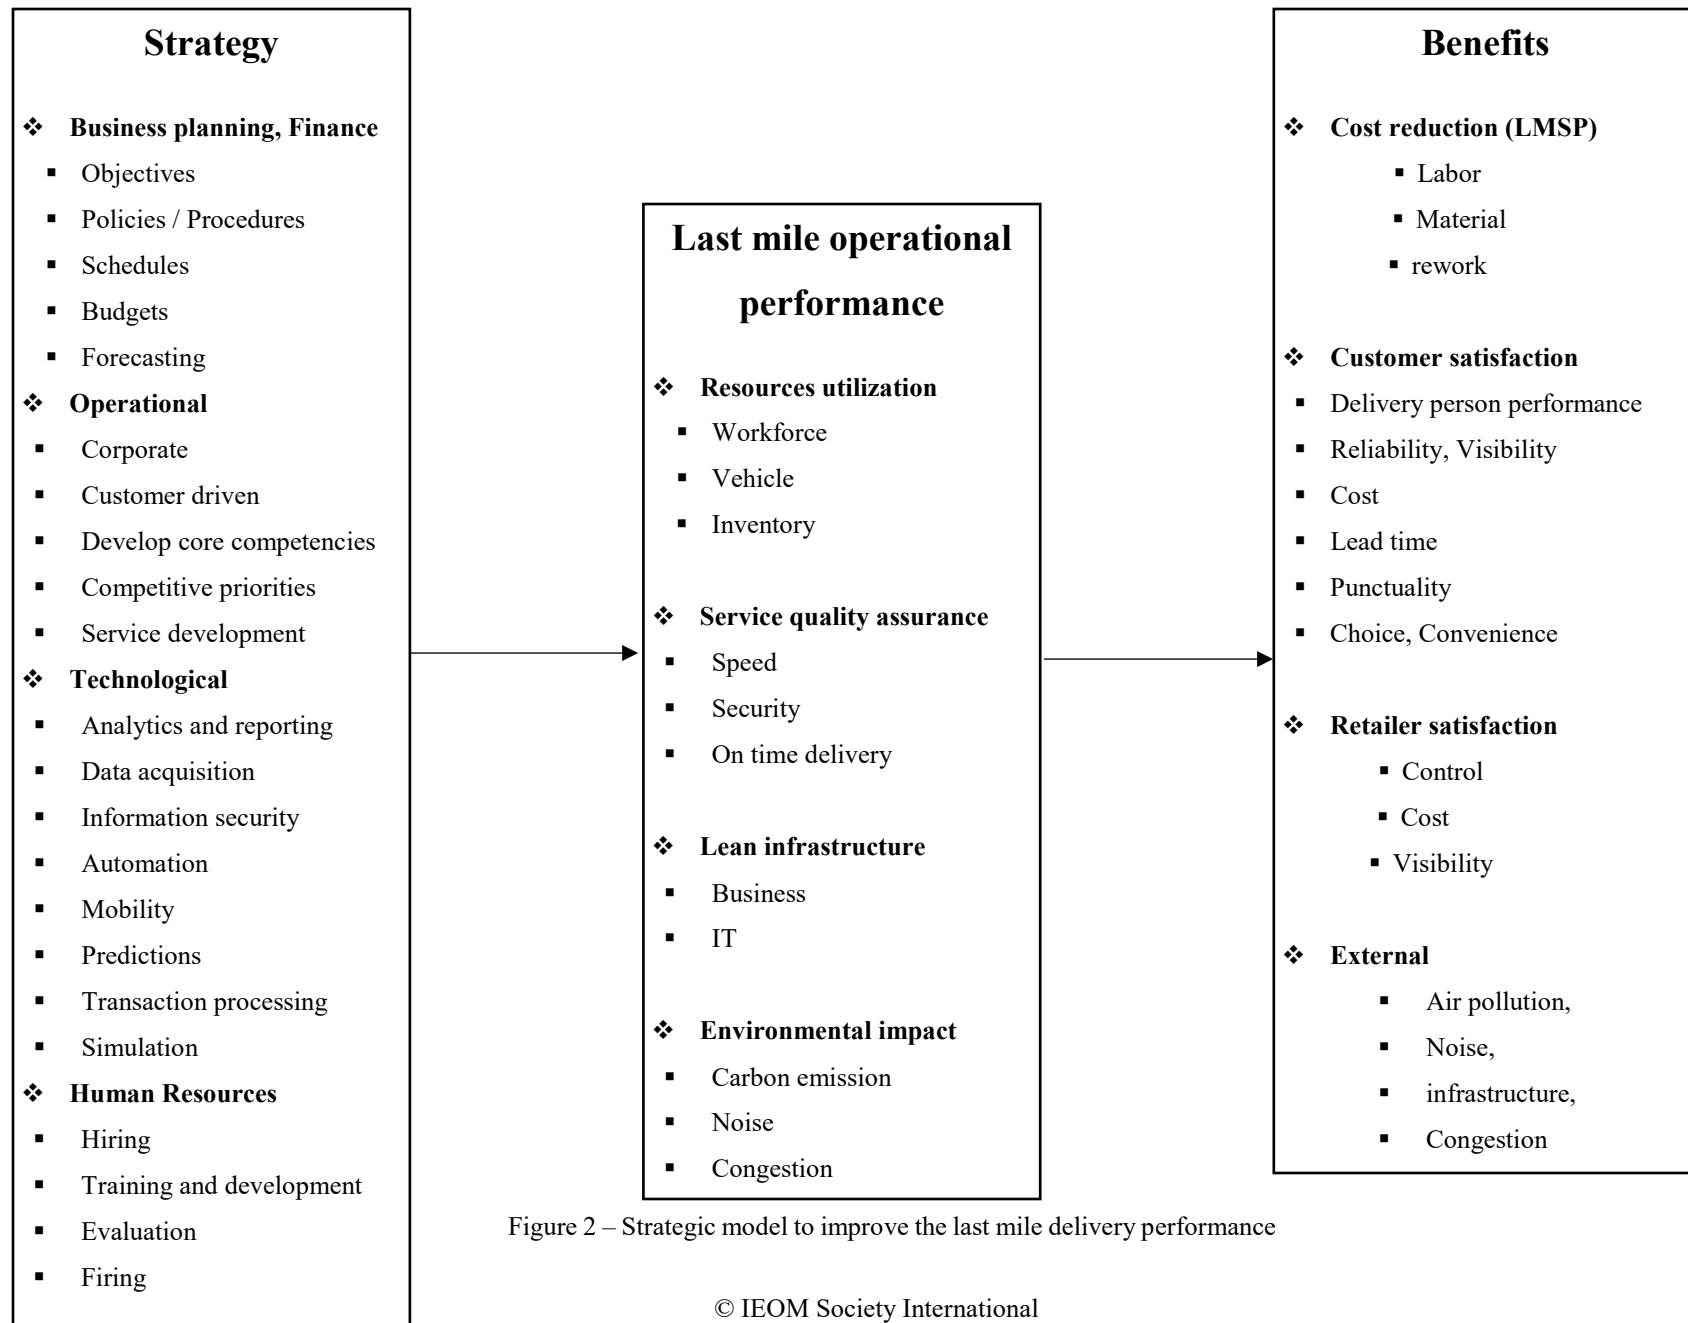 Strategy
❖ Business planning, Finance
▪ Objectives
▪ Policies / Procedures
▪ Schedules
▪ Budgets
▪ Forecasting
❖ Operational
▪ Corporate
▪ Customer driven
▪ Develop core competencies
▪ Competitive priorities
▪ Service development
❖ Technological
▪ Analytics and reporting
▪ Data acquisition
▪ Information security
▪ Automation
▪ Mobility
▪ Predictions
▪ Transaction processing
▪ Simulation
❖ Human Resources
▪ Hiring
▪ Training and development
▪ Evaluation
▪ Firing
Last mile operational
performance
❖ Resources utilization
▪ Workforce
▪ Vehicle
▪ Inventory
❖ Service quality assurance
▪ Speed
▪ Security
▪ On time delivery
❖ Lean infrastructure
▪ Business
▪ IT
❖ Environmental impact
▪ Carbon emission
▪ Noise
▪ Congestion
Benefits
❖ Cost reduction (LMSP)
▪ Labor
▪ Material
▪ rework
❖ Customer satisfaction
▪ Delivery person performance
▪ Reliability, Visibility
▪ Cost
▪ Lead time
▪ Punctuality
▪ Choice, Convenience
❖ Retailer satisfaction
▪ Control
▪ Cost
▪ Visibility
❖ External
▪ Air pollution,
▪ Noise,
▪ infrastructure,
▪ Congestion
Figure 2 – Strategic model to improve the last mile delivery performance
© IEOM Society International